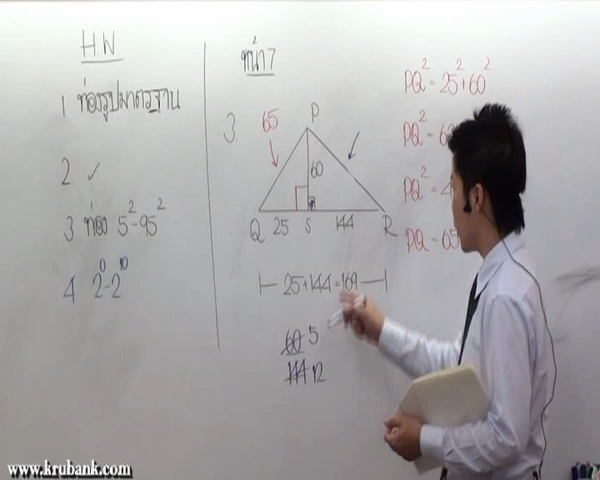 H.W
1 ท่องรูปมาตรฐาน
2 ✓
3 ท่อง 5² - 95²
4 2⁰ - 2¹⁰
หน้า 7
3. 65
P
60
Q 25 S 144 R
25+144=169
60 5
144 12
PQ² = 25² + 60²
PQ²
PQ² = 4
PQ = 65
www.krubank.com